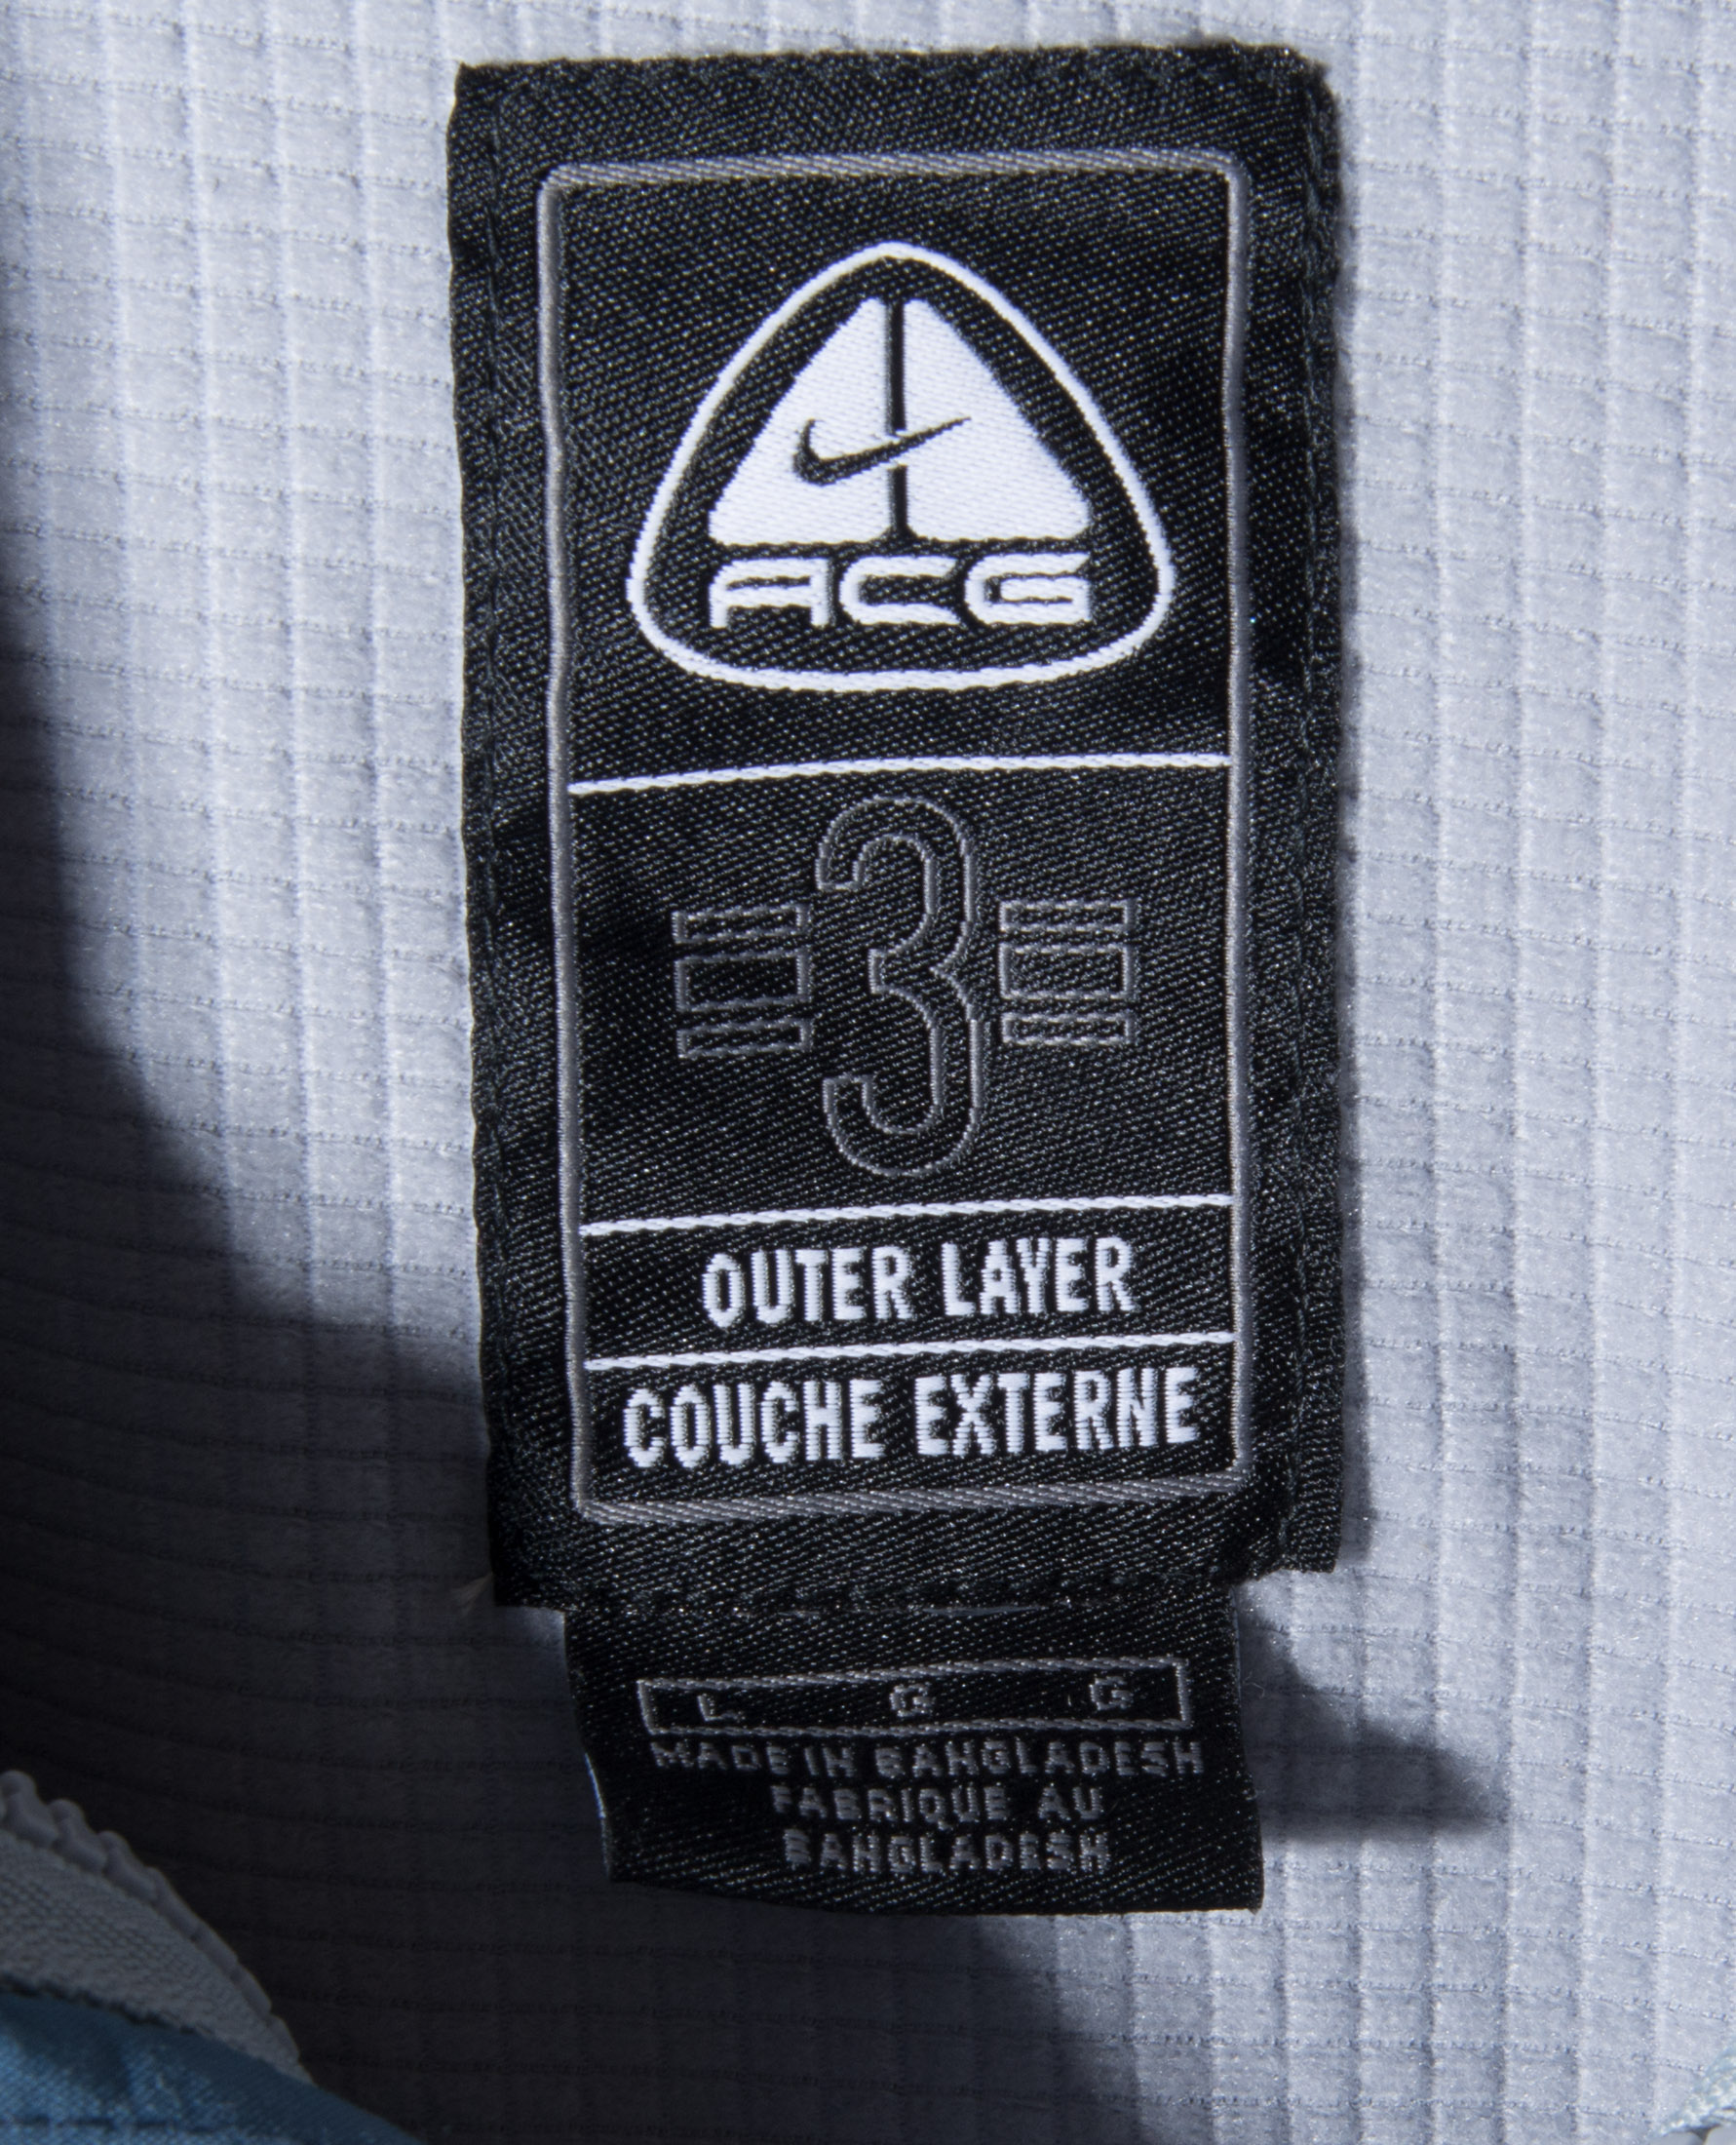 ACG
3
OUTER LAYER
COUCHE EXTERNE
L G G
MADE IN BANGLADESH
FABRIQUE AU
BANGLADESH